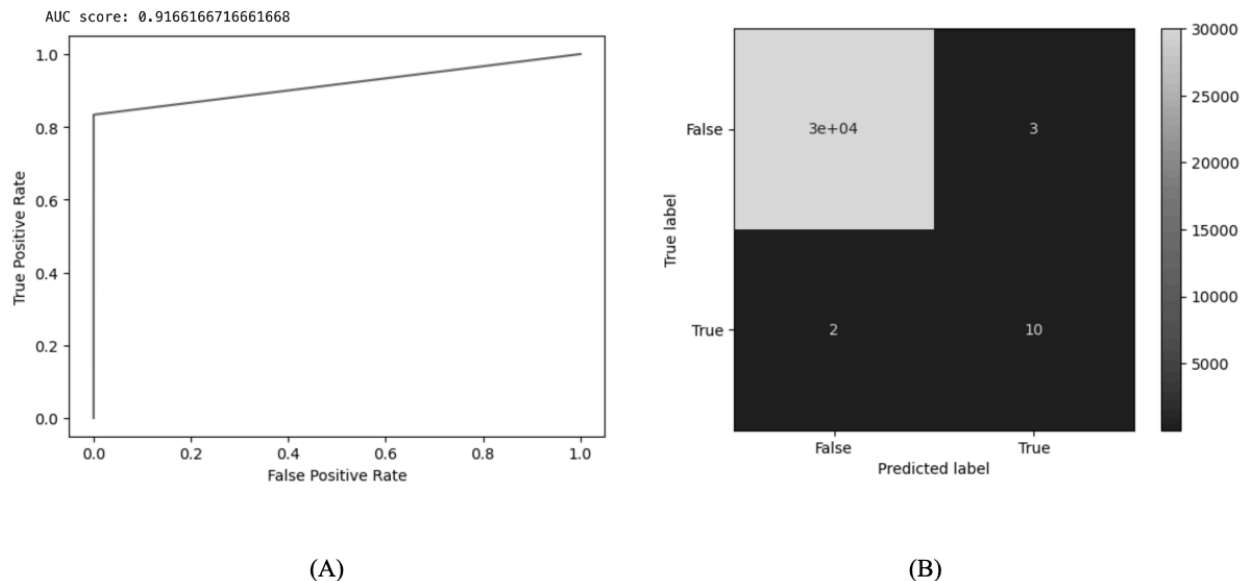 AUC score: 0.9166166716661668
1.0
0.8
0.6
0.4
0.2
0.0
True Positive Rate
0.0 0.2 0.4 0.6 0.8 1.0
False Positive Rate
(A)
False
True
True label
3e+04 3
2 10
False True
Predicted label
30000
25000
20000
15000
10000
5000
(B)